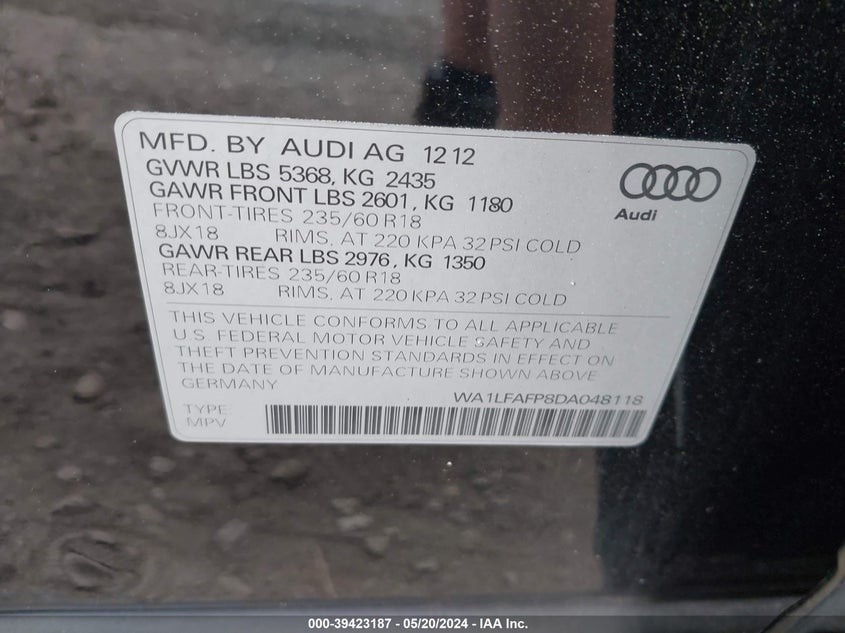 MFD. BY AUDI AG 12 12
GVWR LBS 5368, KG 2435
GAWR FRONT LBS 2601, KG 1180
FRONT-TIRES 235/60 R18
8JX18 RIMS, AT 220 KPA 32 PSI COLD
GAWR REAR LBS 2976, KG 1350
REAR-TIRES 235/60 R18
8JX18 RIMS, AT 220 KPA 32 PSI COLD
Audi
THIS VEHICLE CONFORMS TO ALL APPLICABLE
U.S. FEDERAL MOTOR VEHICLE SAFETY AND
THEFT PREVENTION STANDARDS IN EFFECT ON
THE DATE OF MANUFACTURE SHOWN ABOVE
GERMANY
WA1LFAFP8DA048118
TYPE:
MPV
000-39423187 - 05/20/2024 - IAA Inc.